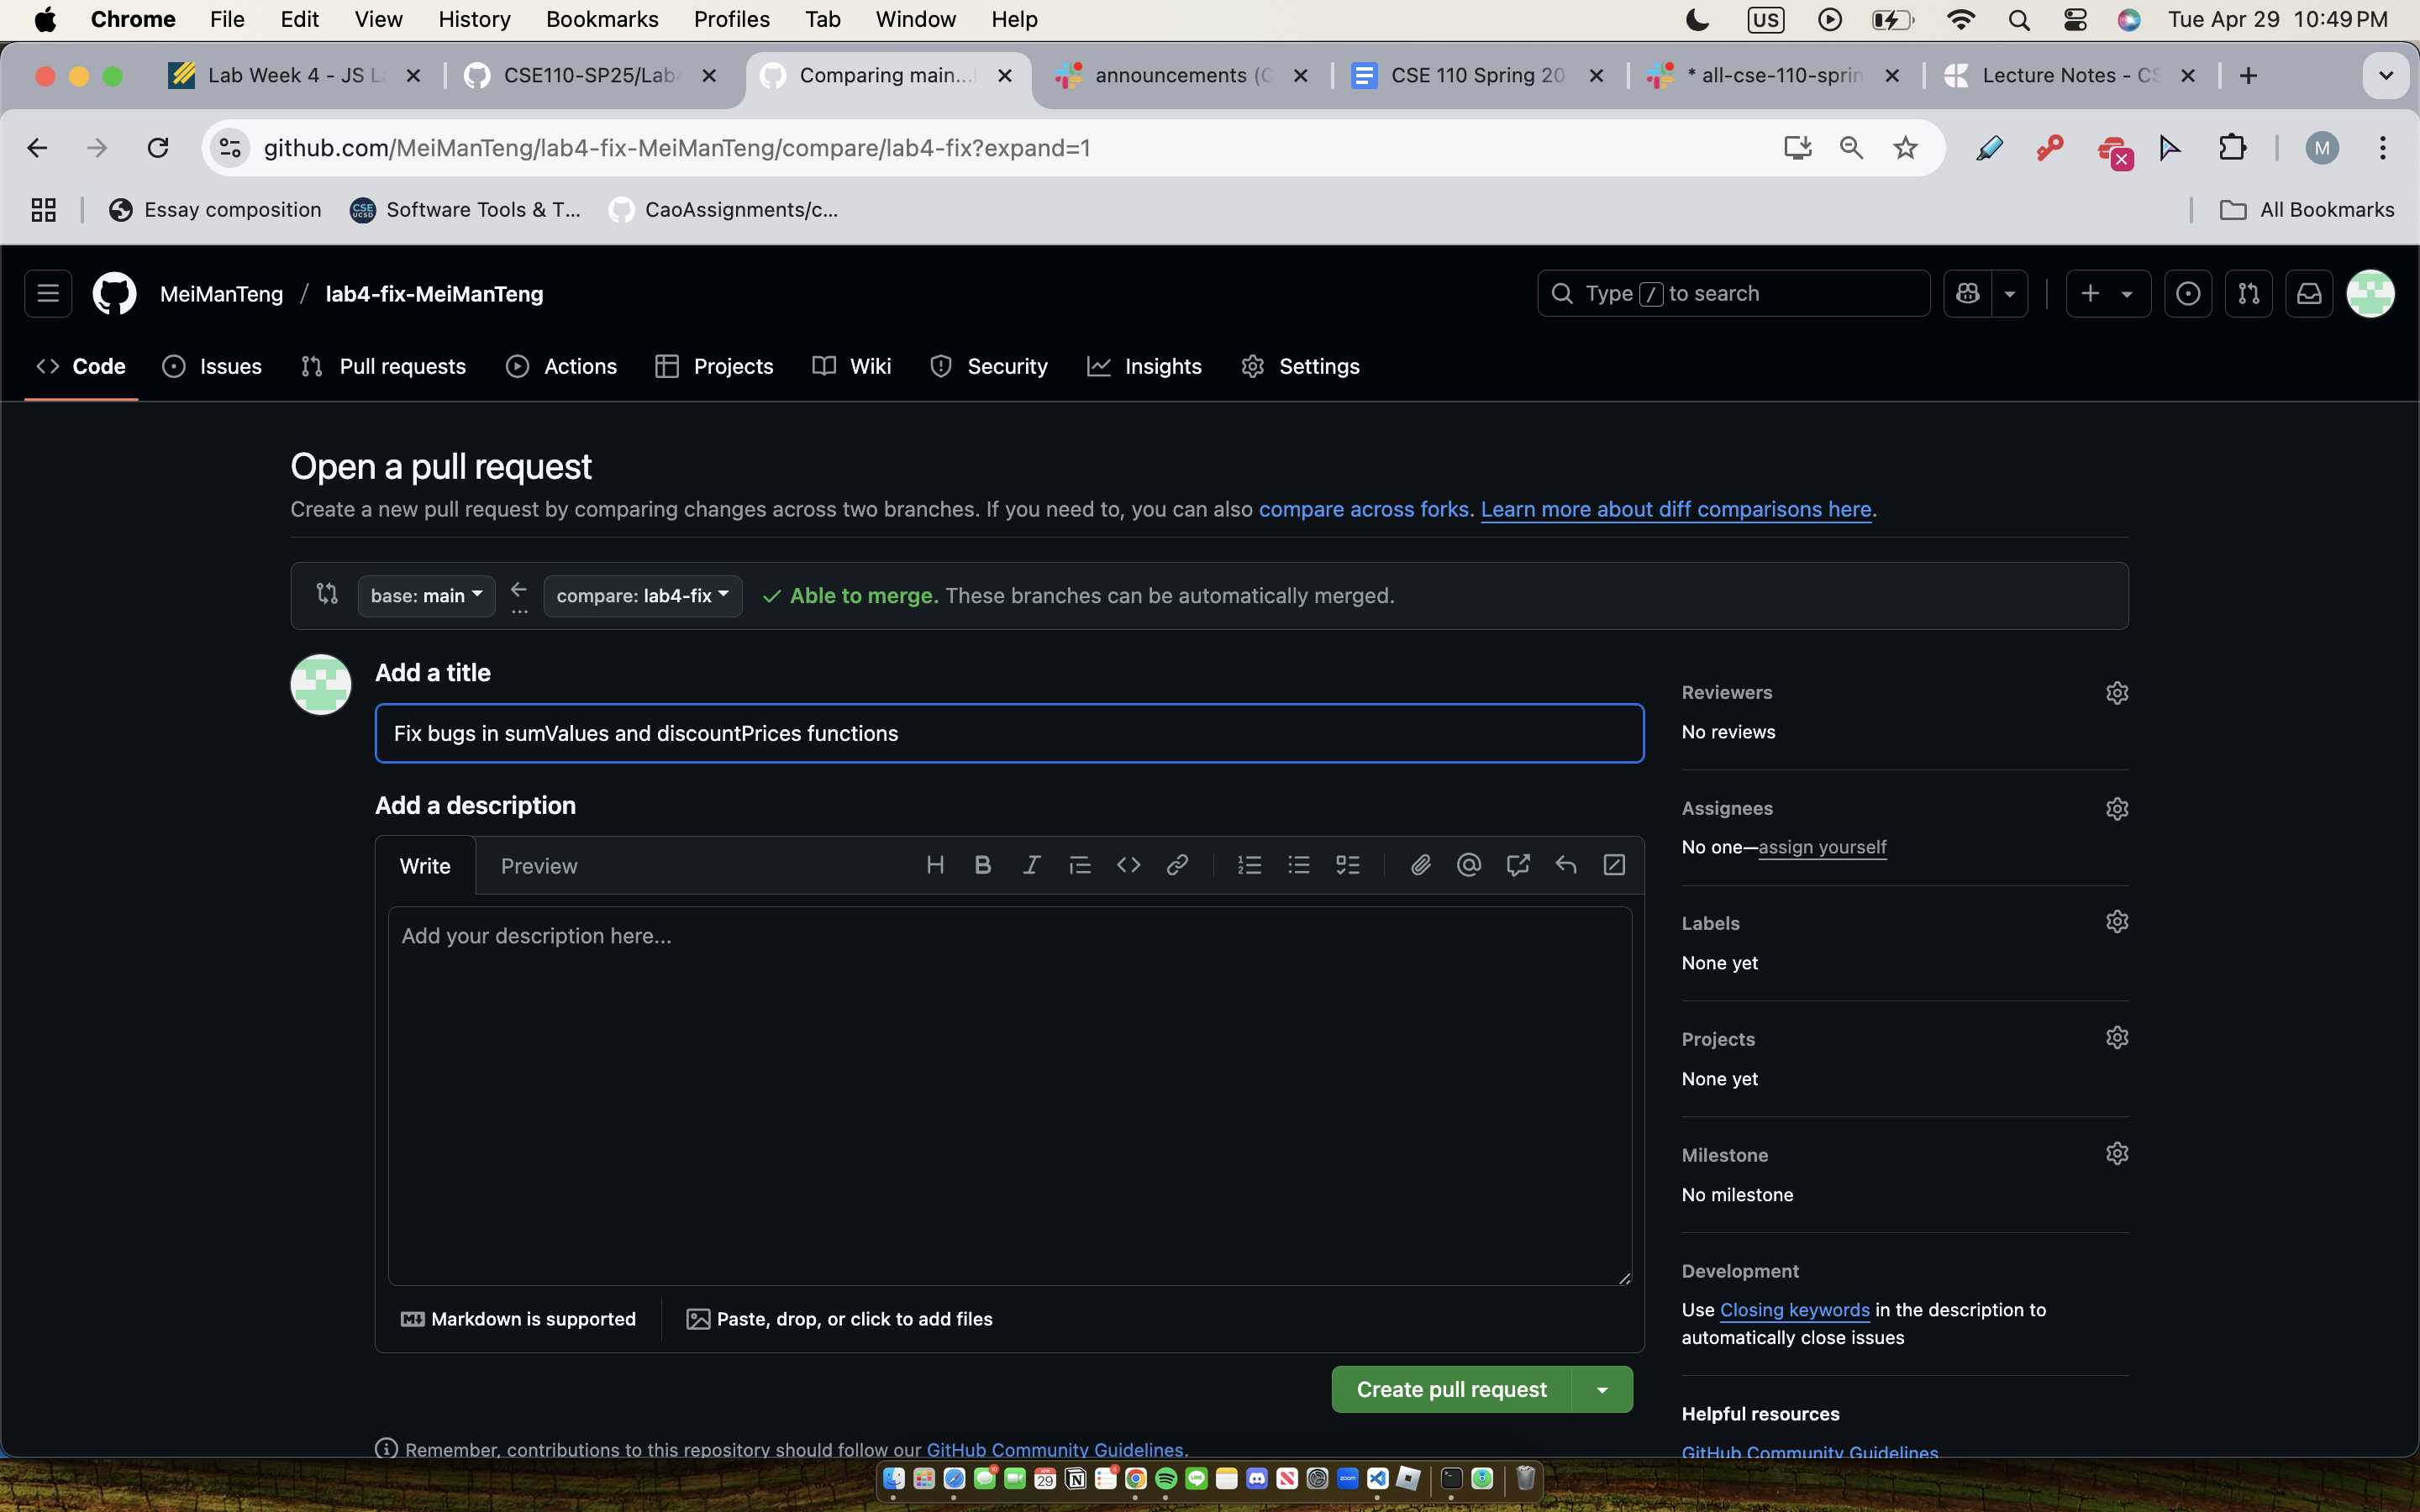 Chrome File Edit View History Bookmarks Profiles Tab Window Help US Tue Apr 29 10:49 PM
Lab Week 4 - JS L CSE110-SP25/Lab Comparing main... announcements (C CSE 110 Spring 20 * all-cse-110-sprin Lecture Notes - CS
github.com/MeiManTeng/lab4-fix-MeiManTeng/compare/lab4-fix?expand=1 M
Essay composition CSE UCSD Software Tools & T... CaoAssignments/c... All Bookmarks
MeiManTeng / lab4-fix-MeiManTeng Type / to search
Code Issues Pull requests Actions Projects Wiki Security Insights Settings
Open a pull request
Create a new pull request by comparing changes across two branches. If you need to, you can also compare across forks. Learn more about diff comparisons here.
base: main ... compare: lab4-fix Able to merge. These branches can be automatically merged.
Add a title
Fix bugs in sumValues and discountPrices functions
Add a description
Write Preview
Add your description here...
Markdown is supported Paste, drop, or click to add files
Create pull request
Remember, contributions to this repository should follow our GitHub Community Guidelines.
Reviewers
No reviews
Assignees
No one—assign yourself
Labels
None yet
Projects
None yet
Milestone
No milestone
Development
Use Closing keywords in the description to
automatically close issues
Helpful resources
GitHub Community Guidelines
29 zoom